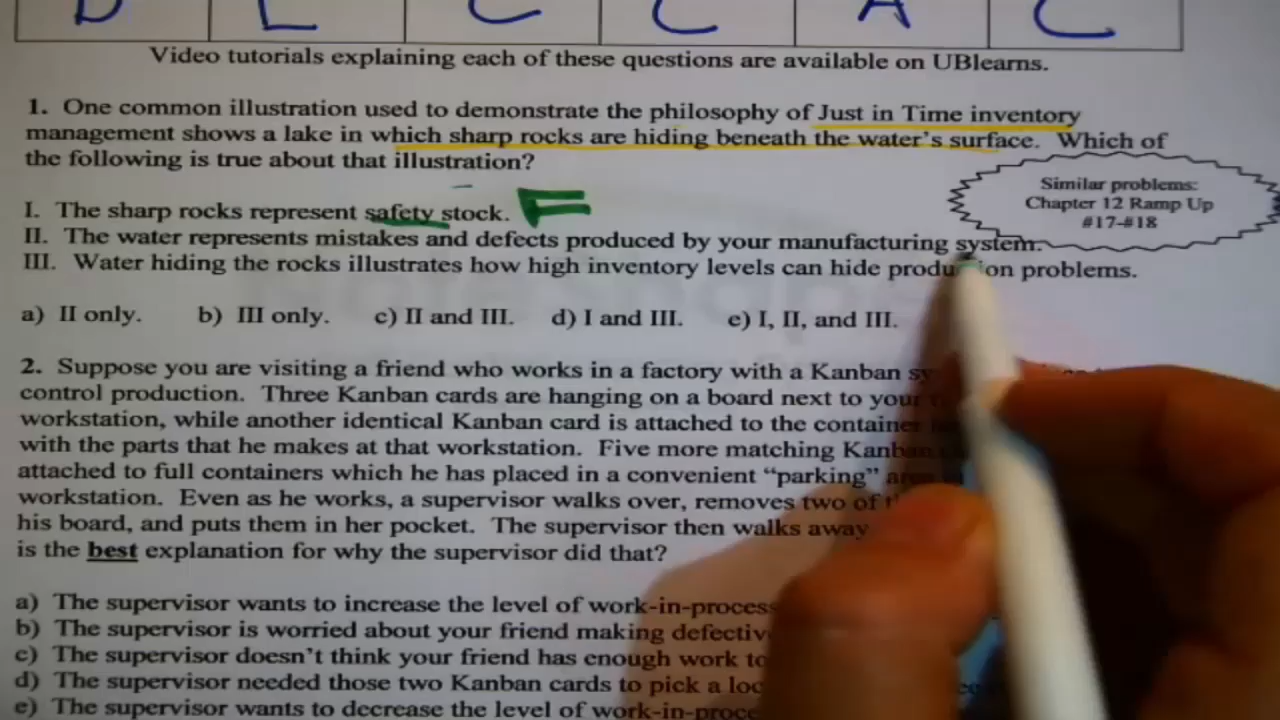 D L C C A C
Video tutorials explaining each of these questions are available on UBlearns.
1. One common illustration used to demonstrate the philosophy of Just in Time inventory
management shows a lake in which sharp rocks are hiding beneath the water's surface. Which of
the following is true about that illustration?
Similar problems:
Chapter 12 Ramp Up
#17-#18
I. The sharp rocks represent safety stock. F
II. The water represents mistakes and defects produced by your manufacturing system.
III. Water hiding the rocks illustrates how high inventory levels can hide production problems.
a) II only. b) III only. c) II and III. d) I and III. e) I, II, and III.
2. Suppose you are visiting a friend who works in a factory with a Kanban
control production. Three Kanban cards are hanging on a board next to your
workstation, while another identical Kanban card is attached to the container
with the parts that he makes at that workstation. Five more matching Kanban
attached to full containers which he has placed in a convenient “parking”
workstation. Even as he works, a supervisor walks over, removes two of
his board, and puts them in her pocket. The supervisor then walks away
is the best explanation for why the supervisor did that?
a) The supervisor wants to increase the level of work-in-process
b) The supervisor is worried about your friend making
c) The supervisor doesn't think your friend has enough work to
d) The supervisor needed those two Kanban cards to pick a
e) The supervisor wants to decrease the level of